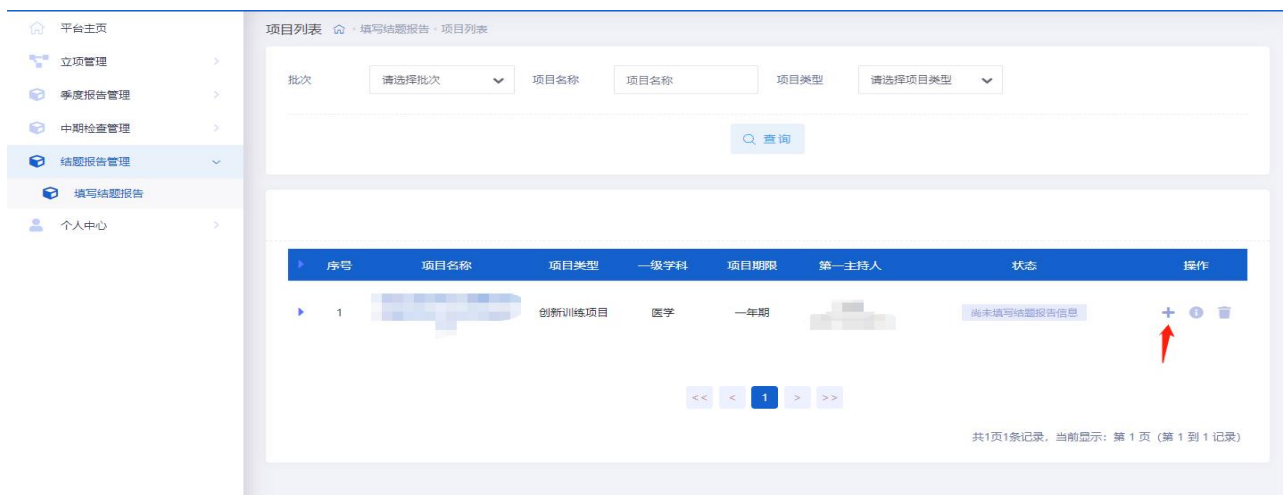 平台主页
立项管理
季度报告管理
中期检查管理
结题报告管理
填写结题报告
个人中心
项目列表 - 填写结题报告 - 项目列表
批次 请选择批次 项目名称 项目名称 项目类型 请选择项目类型
查询
序号 项目名称 项目类型 一级学科 项目期限 第一主持人 状态 操作
1 创新训练项目 医学 一年期 尚未填写结题报告信息
<< < 1 > >>
共1页1条记录，当前显示：第 1 页（第 1 到 1 记录）